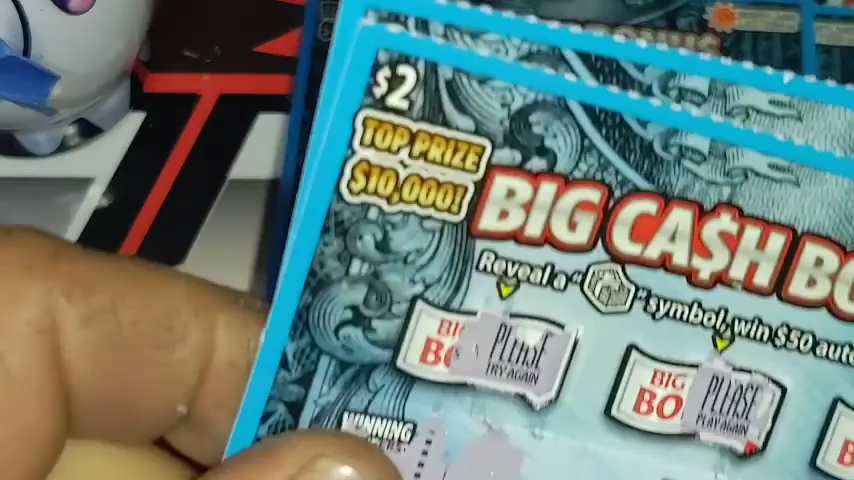 $2
TOP PRIZE
$10,000!
BIG CA$H BO
Reveal a " " symbol, win $50 auto
BIG
BO
PLEASE
TRY AGAIN
BIG
BO
PLEASE
PLAY AGAIN
WINNING